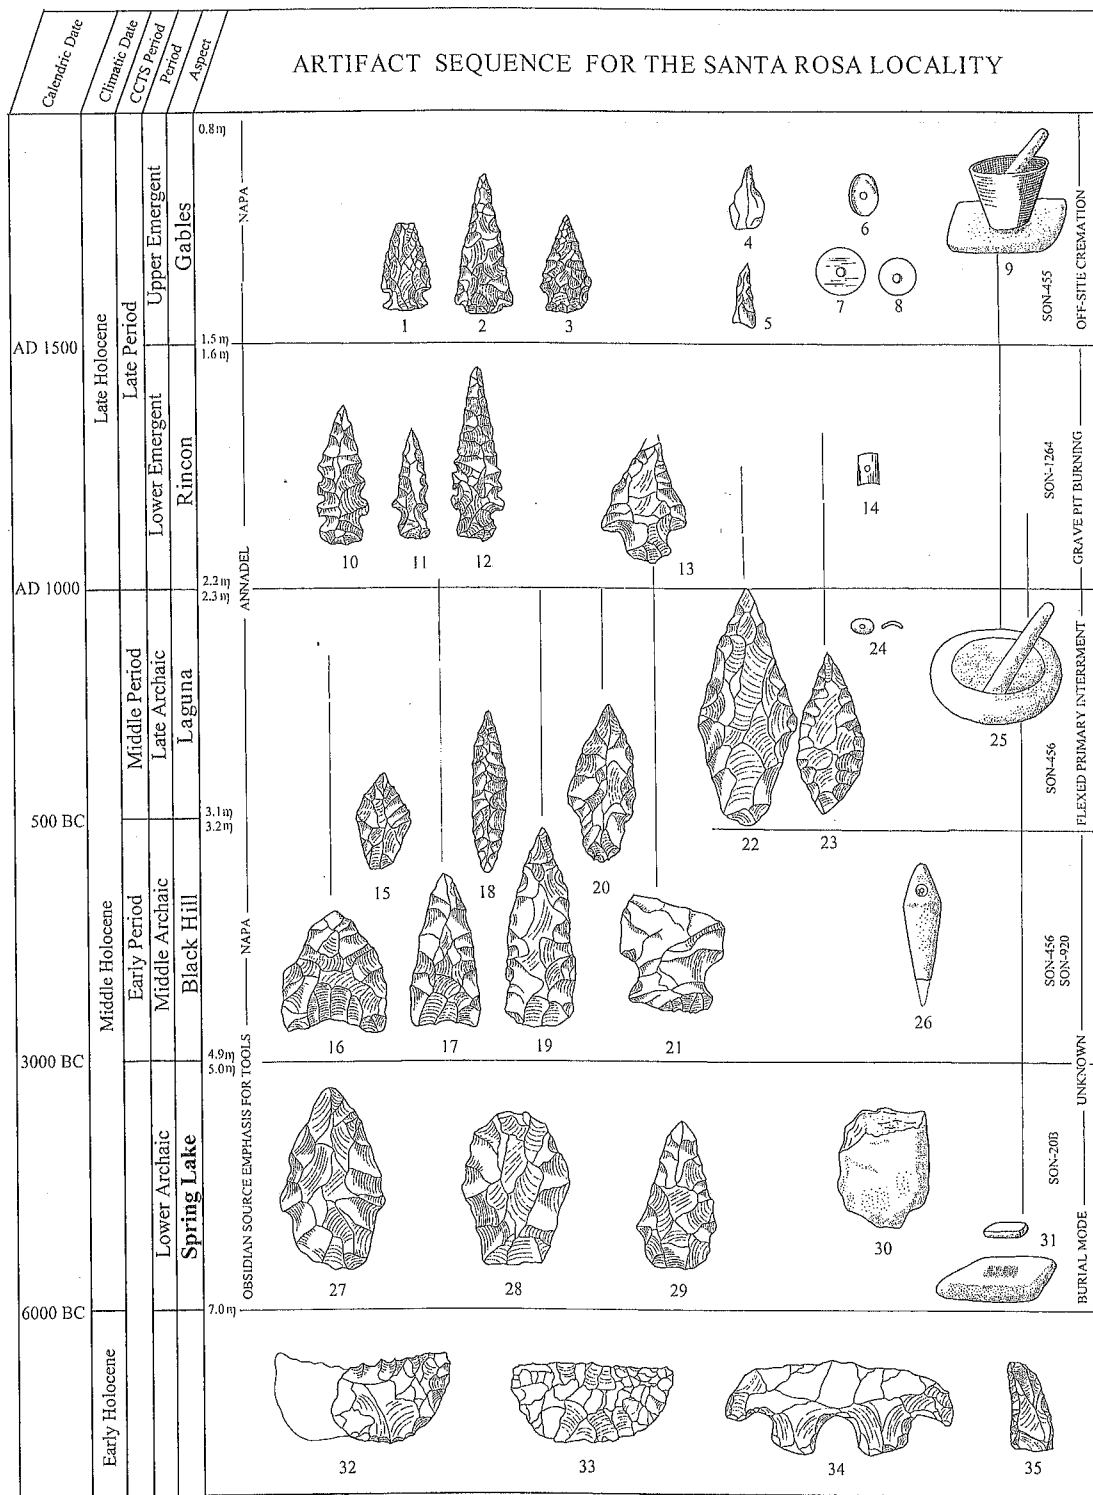 ARTIFACT SEQUENCE FOR THE SANTA ROSA LOCALITY
Calendric Date
Climatic Date
CCTS Period
Period
Aspect
AD 1500
AD 1000
500 BC
3000 BC
6000 BC
Late Holocene
Middle Holocene
Early Holocene
Late Period
Middle Period
Early Period
Upper Emergent
Lower Emergent
Late Archaic
Middle Archaic
Lower Archaic
Gables
Rincon
Laguna
Black Hill
Spring Lake
0.8 m
1.5 m
1.6 m
2.2 m
2.3 m
3.1 m
3.2 m
4.9 m
5.0 m
7.0 m
OBSIDIAN SOURCE EMPHASIS FOR TOOLS
NAPA
ANNADEL
NAPA
1
2
3
4
5
6
7
8
9
10
11
12
13
14
15
16
17
18
19
20
21
22
23
24
25
26
27
28
29
30
31
32
33
34
35
SON-455
SON-1264
SON-456
SON-456
SON-920
SON-20B
BURIAL MODE
UNKNOWN
FLEXED PRIMARY INTERRMENT
GRAVE PIT BURNING
OFF-SITE CREMATION